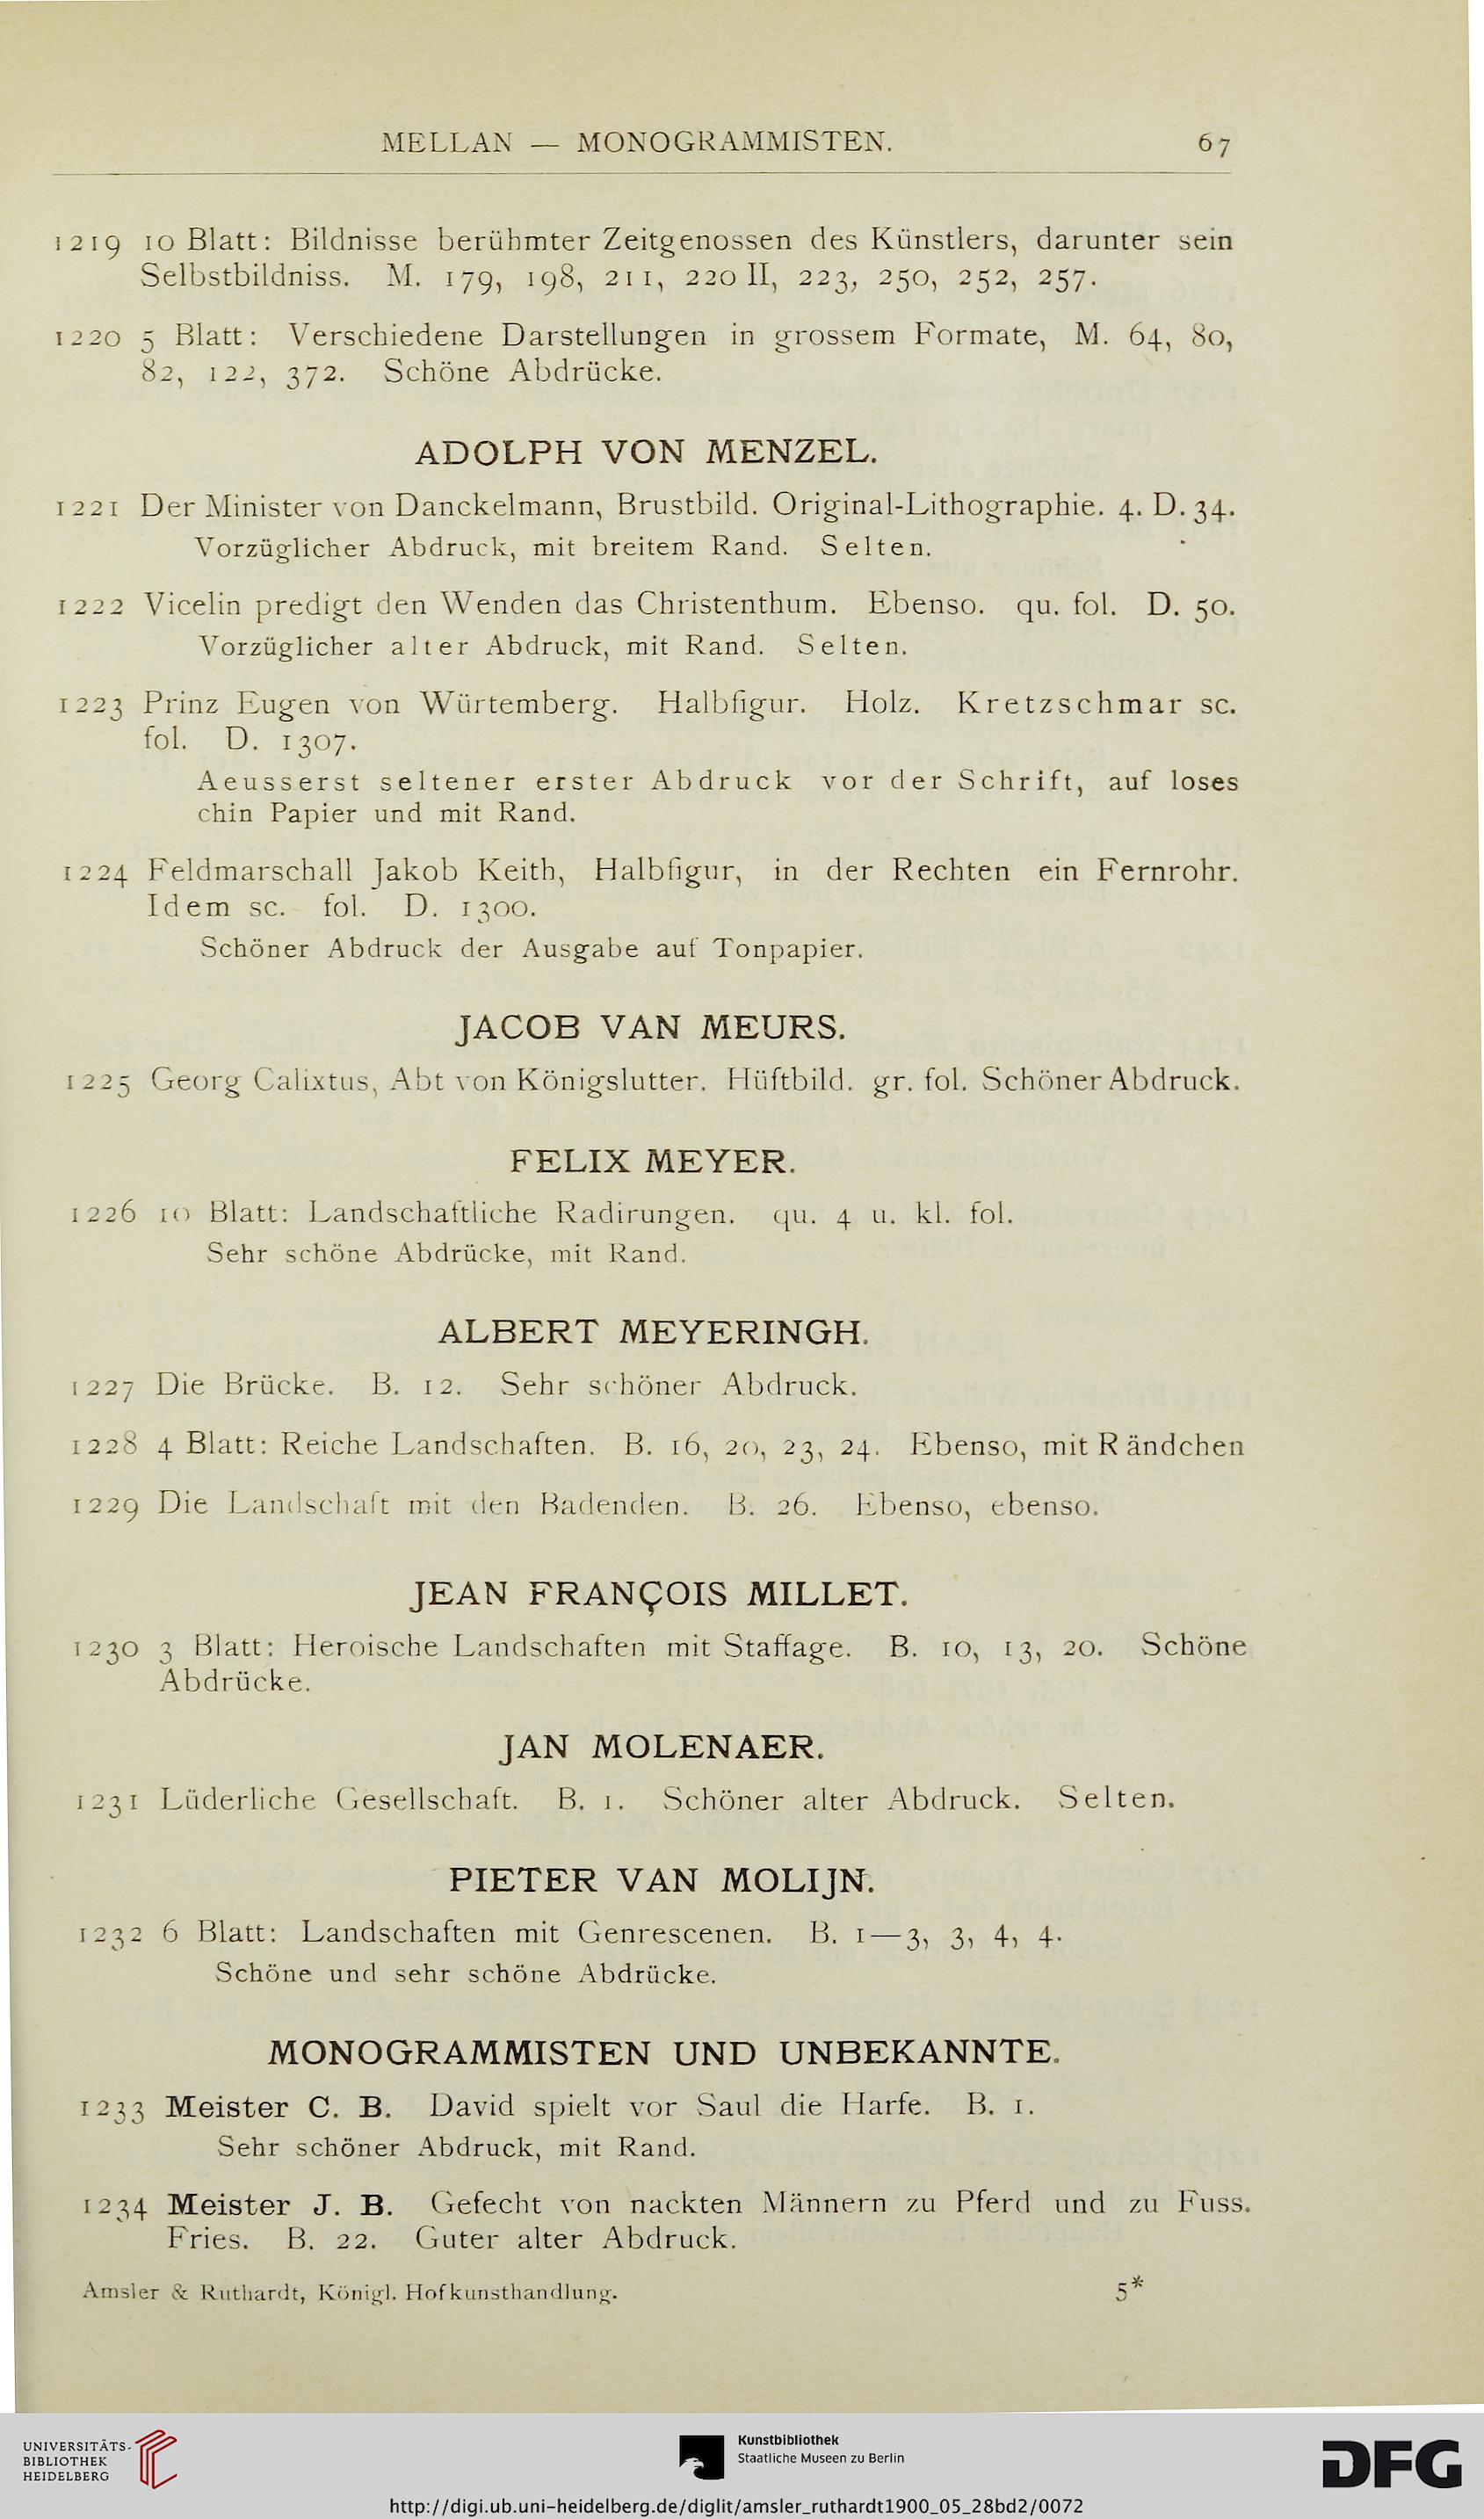 MELLAN — MONOGRAMMISTEN. 67
1219 10 Blatt: Bildnisse berühmter Zeitgenossen des Künstlers, darunter sein
Selbstbildniss. M. 179, 198, 211, 220 II, 223, 250, 252, 257.
1220 5 Blatt: Verschiedene Darstellungen in grossem Formate, M. 64, 80,
82, 122, 372. Schöne Abdrücke.
ADOLPH VON MENZEL.
1221 Der Minister von Danckelmann, Brustbild. Original-Lithographie. 4. D. 34.
Vorzüglicher Abdruck, mit breitem Rand. Selten.
1222 Vicelin predigt den Wenden das Christenthum. Ebenso. qu. fol. D. 50.
Vorzüglicher alter Abdruck, mit Rand. Selten.
1223 Prinz Eugen von Würtemberg. Halbfigur. Holz. Kretzschmar sc.
fol. D. 1307.
Aeusserst seltener erster Abdruck vor der Schrift, auf loses
chin Papier und mit Rand.
1224 Feldmarschall Jakob Keith, Halbfigur, in der Rechten ein Fernrohr.
Idem sc. fol. D. 1300.
Schöner Abdruck der Ausgabe auf Tonpapier.
JACOB VAN MEURS.
1225 Georg Calixtus, Abt von Königslutter. Hüftbild. gr. fol. Schöner Abdruck.
FELIX MEYER.
1226 10 Blatt: Landschaftliche Radirungen. qu. 4 u. kl. fol.
Sehr schöne Abdrücke, mit Rand.
ALBERT MEYERINGH.
1227 Die Brücke. B. 12. Sehr schöner Abdruck.
1228 4 Blatt: Reiche Landschaften. B. 16, 20, 23, 24. Ebenso, mit Rändchen
1229 Die Landschaft mit den Badenden. B. 26. Ebenso, ebenso.
JEAN FRANÇOIS MILLET.
1230 3 Blatt: Heroische Landschaften mit Staffage. B. 10, 13, 20. Schöne
Abdrücke.
JAN MOLENAER.
1231 Lüderliche Gesellschaft. B. 1. Schöner alter Abdruck. Selten.
PIETER VAN MOLIJN.
1232 6 Blatt: Landschaften mit Genrescenen. B. 1—3, 3, 4, 4.
Schöne und sehr schöne Abdrücke.
MONOGRAMMISTEN UND UNBEKANNTE.
1233 Meister C. B. David spielt vor Saul die Harfe. B. 1.
Sehr schöner Abdruck, mit Rand.
1234 Meister J. B. Gefecht von nackten Männern zu Pferd und zu Fuss.
Fries. B. 22. Guter alter Abdruck.
Amsler & Ruthardt, Königl. Hofkunsthandlung. 5*
UNIVERSITÄTS-
BIBLIOTHEK
HEIDELBERG
Kunstbibliothek
Staatliche Museen zu Berlin
DFG
http://digi.ub.uni-heidelberg.de/diglit/amsler_ruthardt1900_05_28bd2/0072